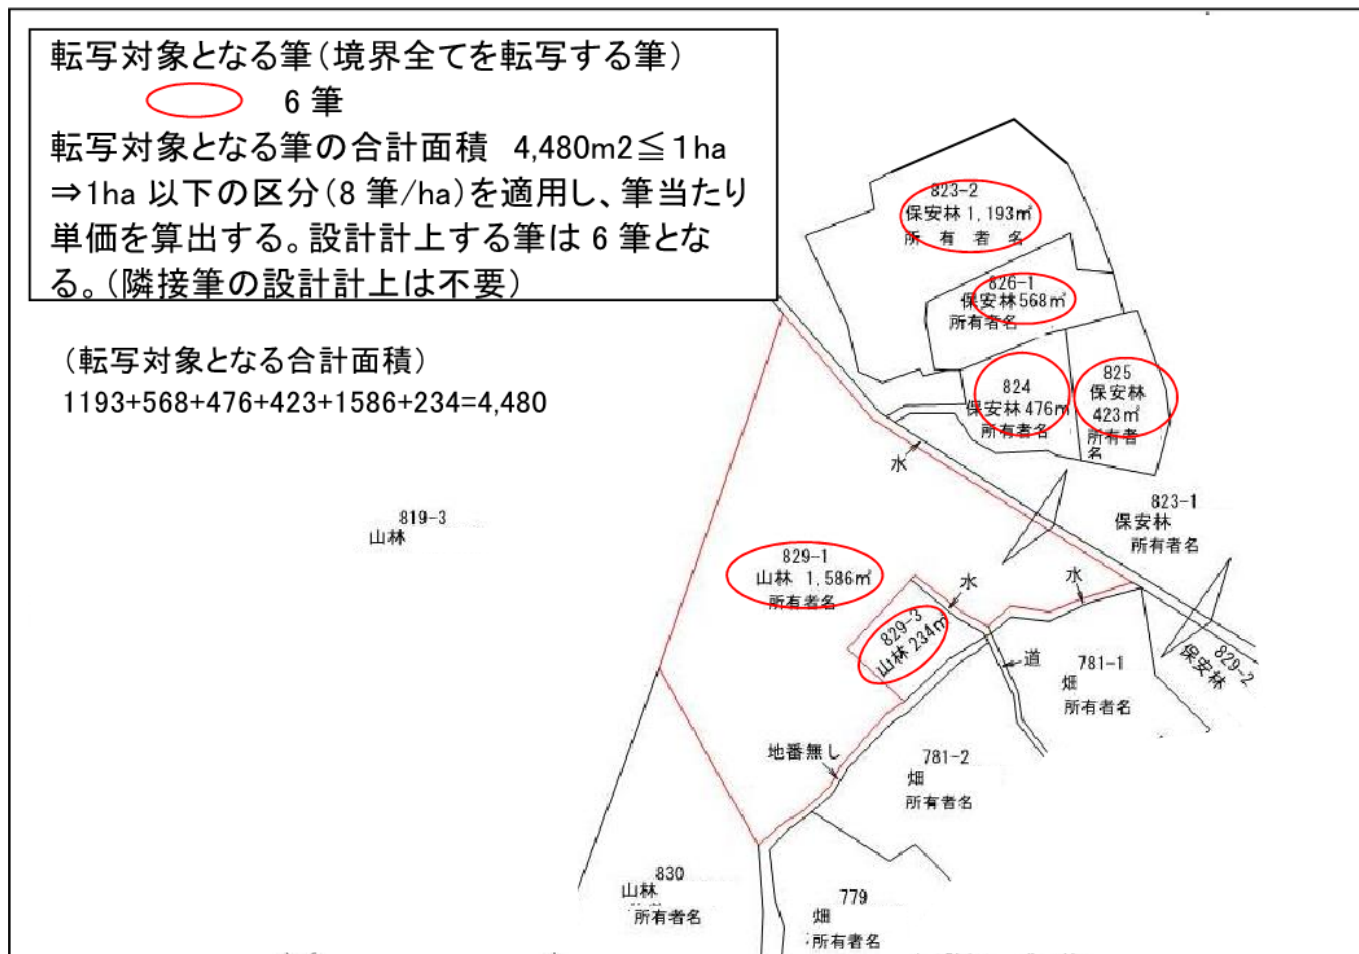 転写対象となる筆（境界全てを転写する筆）
6 筆
転写対象となる筆の合計面積 4,480m2≦1ha
⇒1ha 以下の区分（8 筆/ha）を適用し、筆当たり
単価を算出する。設計計上する筆は 6 筆とな
る。（隣接筆の設計計上は不要）
（転写対象となる合計面積）
1193+568+476+423+1586+234=4,480
823-2
保安林 1,193㎡
所 有 者 名
826-1
保安林 568㎡
所有者名
824
保安林 476㎡
所有者名
825
保安林
423㎡
所有者
名
水
823-1
保安林
所有者名
819-3
山林
829-1
山林 1,586㎡
所有者名
水
水
829-3
山林 234㎡
道
781-1
畑
所有者名
829-2
保安林
地番無し
781-2
畑
所有者名
830
山林
所有者名
779
畑
所有者名